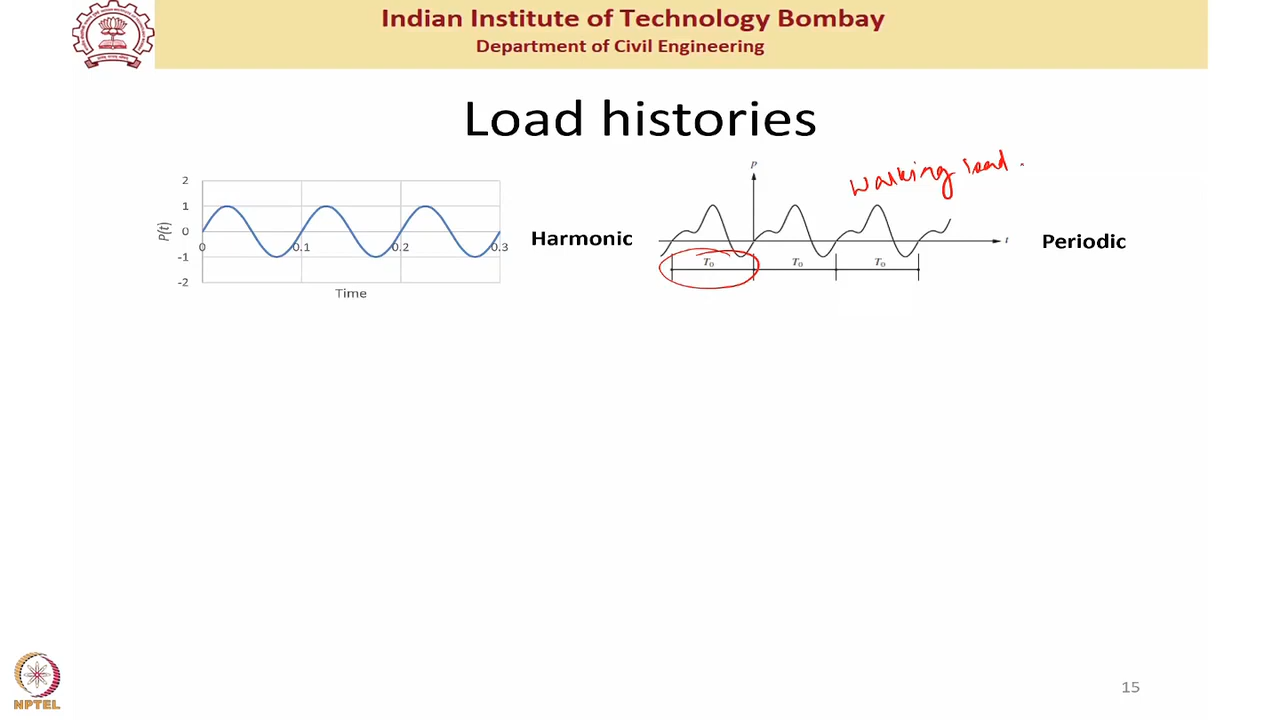 Indian Institute of Technology Bombay
Department of Civil Engineering
Load histories
2
1
0
-1
-2
P(t)
0
0.1
0.2
0.3
Time
Harmonic
P
walking load
t
T₀
T₀
T₀
Periodic
NPTEL
15